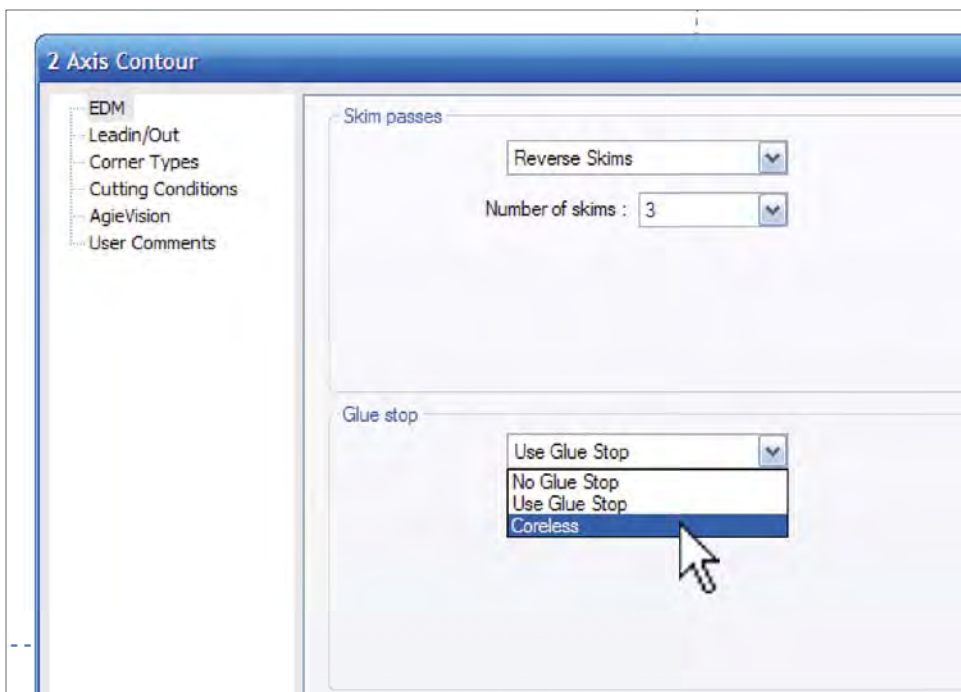 2 Axis Contour
EDM
Leadin/Out
Corner Types
Cutting Conditions
AgieVision
User Comments
Skim passes
Reverse Skims
Number of skims : 3
Glue stop
Use Glue Stop
No Glue Stop
Use Glue Stop
Coreless